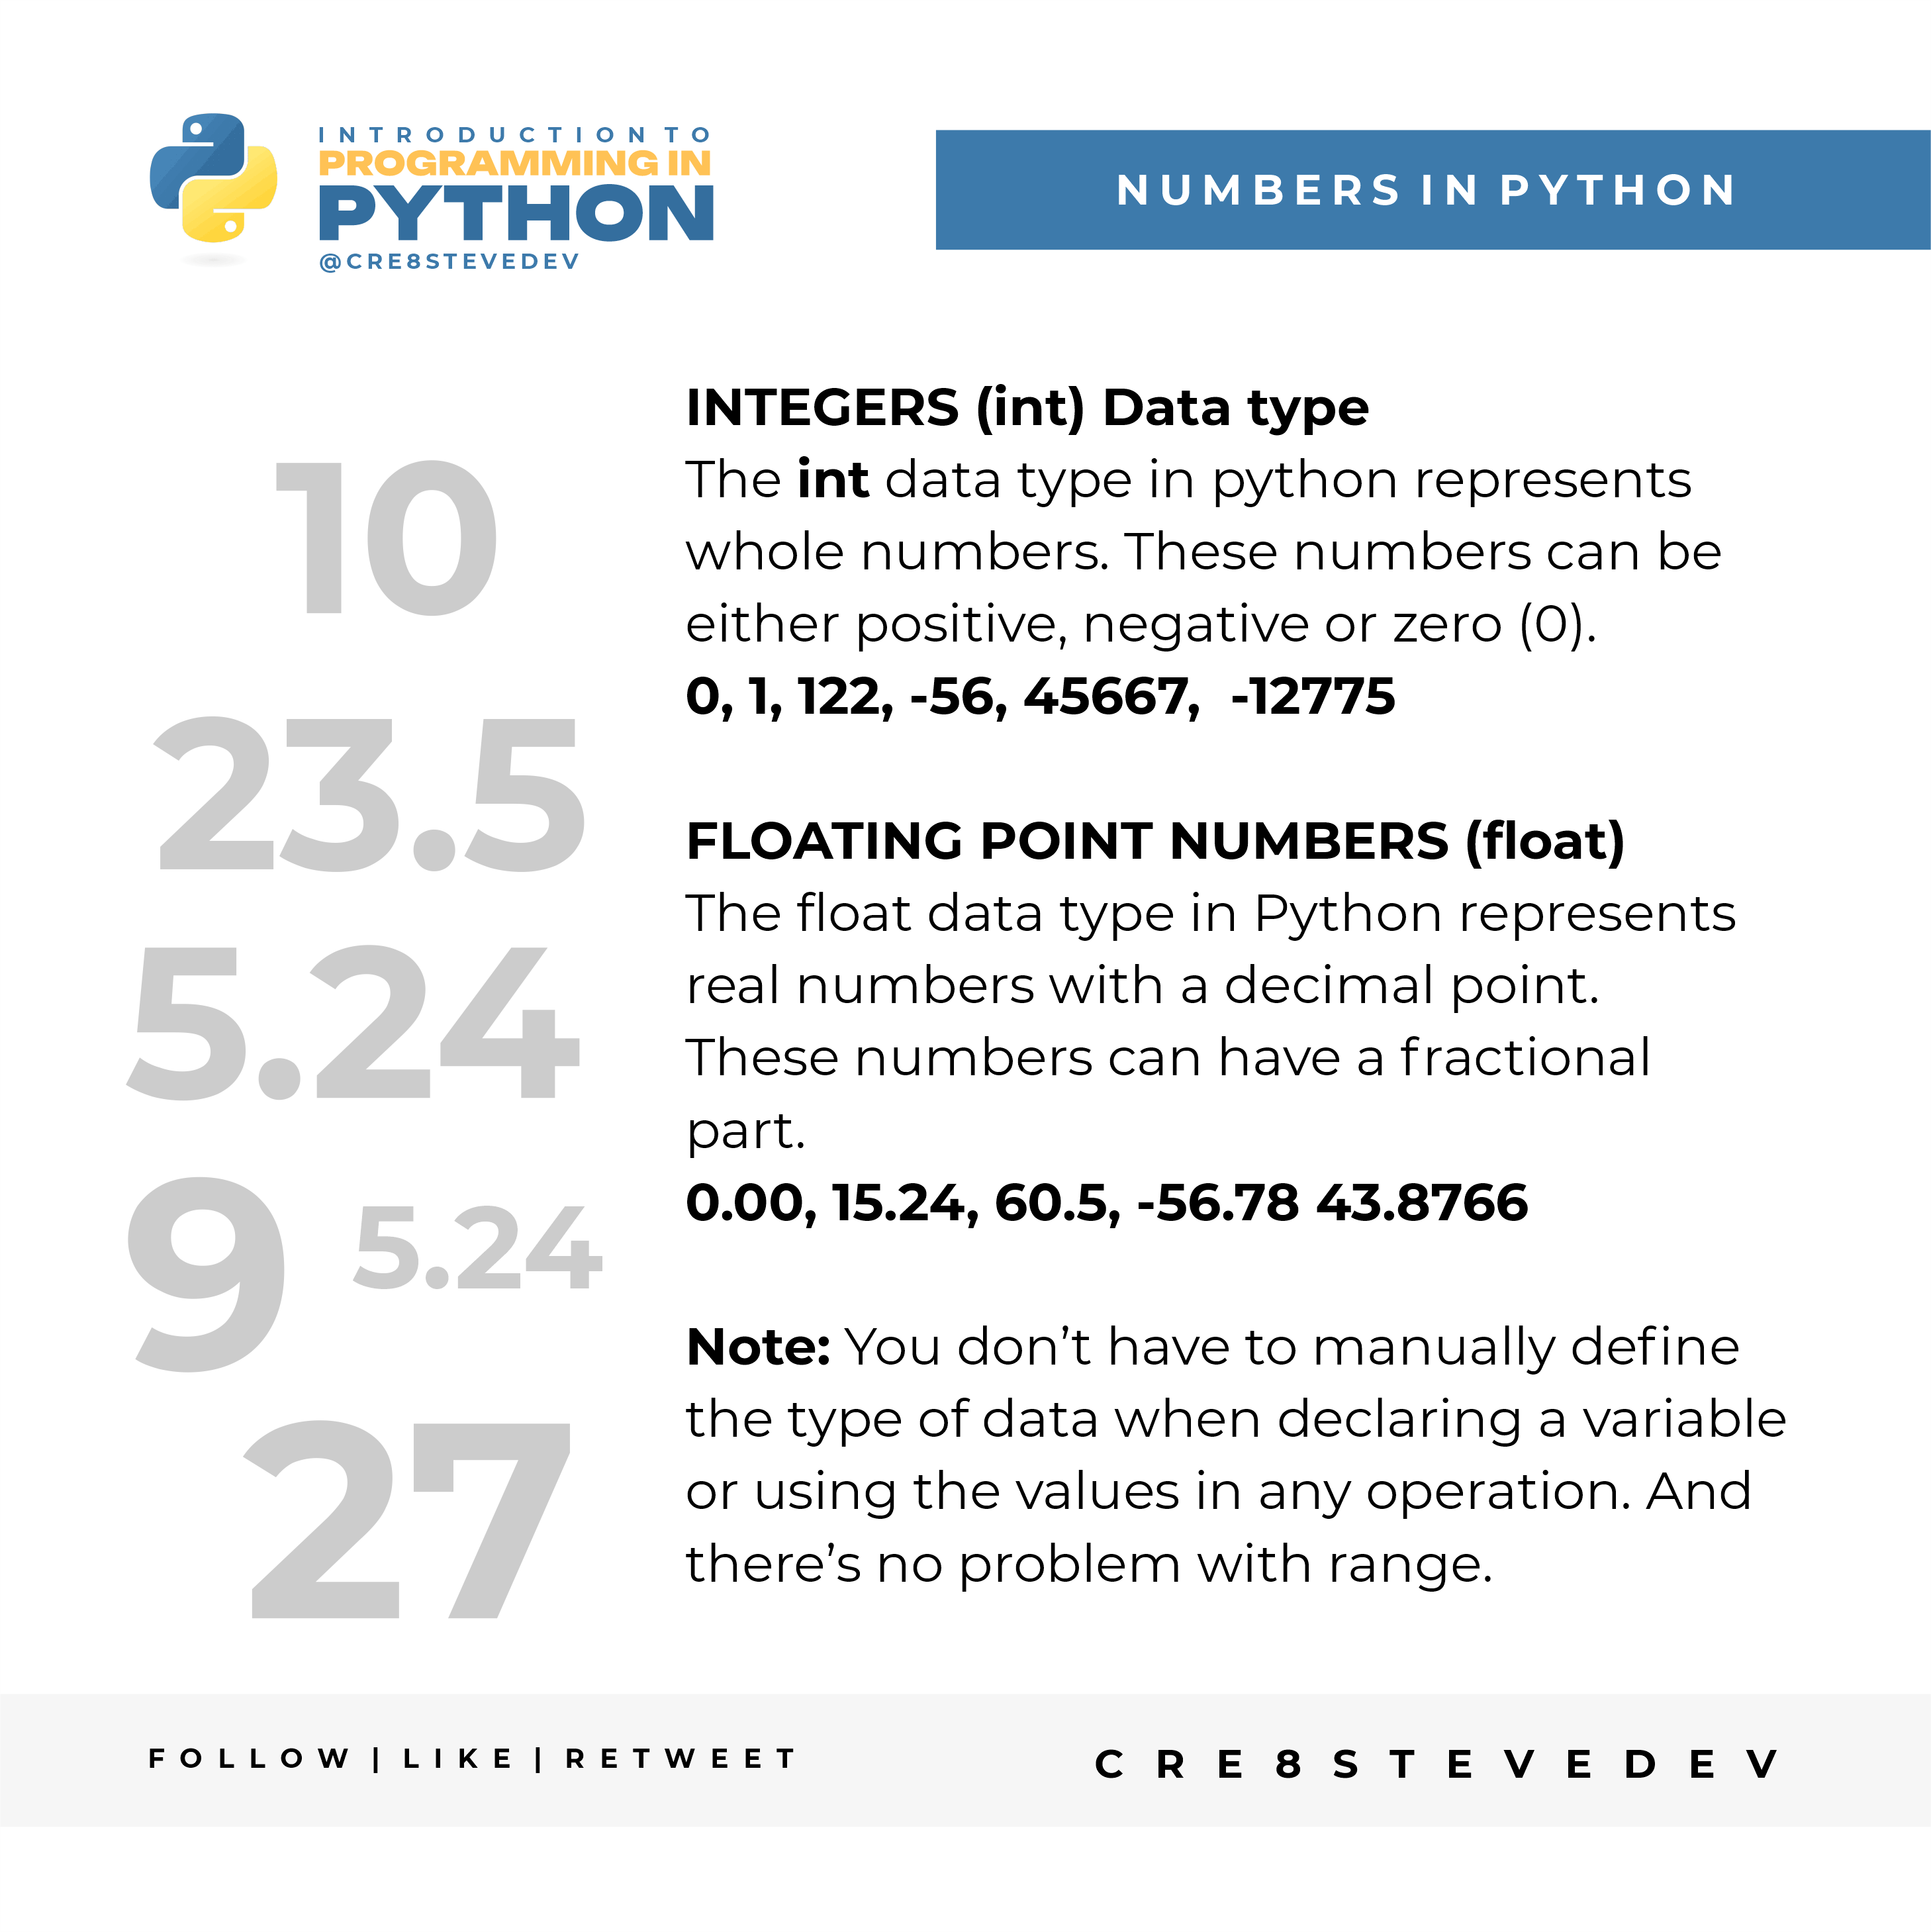 INTRODUCTION TO
PROGRAMMING IN
PYTHON
@CRE8STEVEDEV
NUMBERS IN PYTHON
10
23.5
5.24
9 5.24
27
INTEGERS (int) Data type
The int data type in python represents
whole numbers. These numbers can be
either positive, negative or zero (0).
0, 1, 122, -56, 45667, -12775
FLOATING POINT NUMBERS (float)
The float data type in Python represents
real numbers with a decimal point.
These numbers can have a fractional
part.
0.00, 15.24, 60.5, -56.78 43.8766
Note: You don’t have to manually define
the type of data when declaring a variable
or using the values in any operation. And
there’s no problem with range.
FOLLOW | LIKE | RETWEET
CRE8STEVEDEV